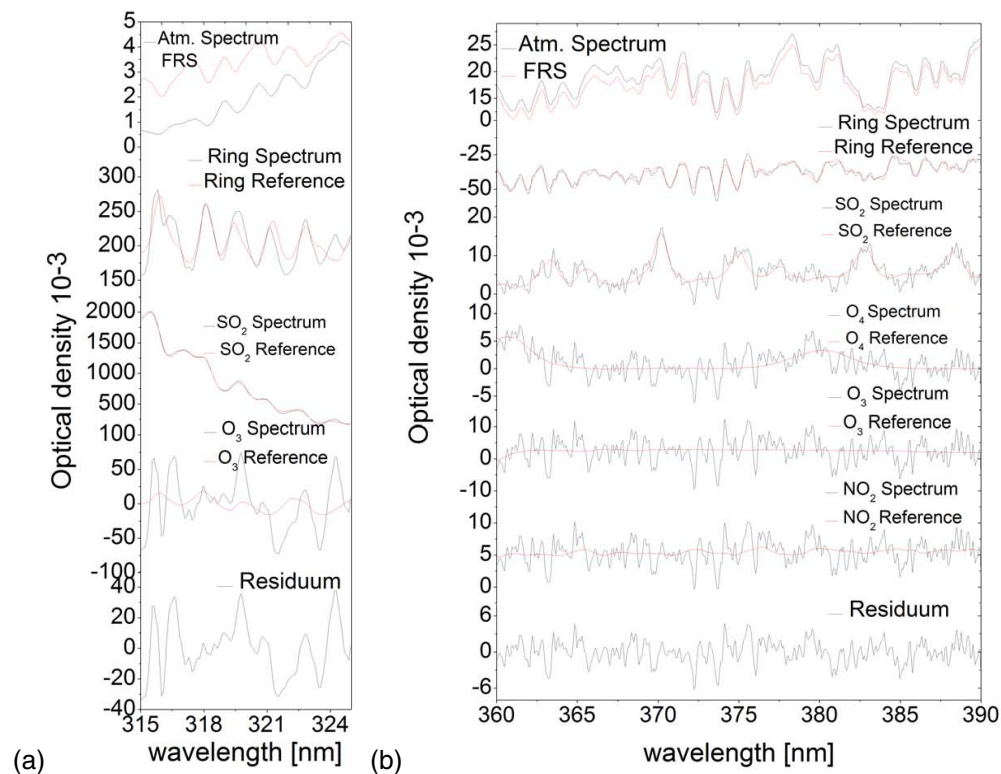 5
4
3
2
1
0
Atm. Spectrum
FRS
Ring Spectrum
Ring Reference
300
250
200
150
2000
1500
1000
500
100
SO2 Spectrum
SO2 Reference
O3 Spectrum
O3 Reference
50
0
-50
-100
Residuum
40
20
0
-20
-40
315 318 321 324
wavelength [nm]
Optical density 10-3
(a)
25
20
15
0
Atm. Spectrum
FRS
Ring Spectrum
Ring Reference
-25
-50
SO2 Spectrum
SO2 Reference
20
10
0
O4 Spectrum
O4 Reference
10
5
0
-5
O3 Spectrum
O3 Reference
10
0
-10
NO2 Spectrum
NO2 Reference
10
5
0
Residuum
6
0
-6
360 365 370 375 380 385 390
wavelength [nm]
Optical density 10-3
(b)